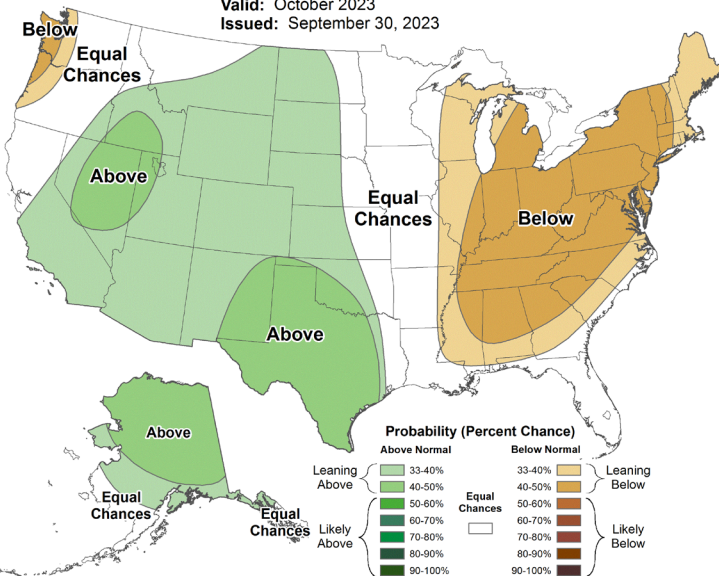 Valid: October 2023
Issued: September 30, 2023
Below
Equal
Chances
Above
Equal
Chances
Below
Above
Above
Equal
Chances
Equal
Chances
Probability (Percent Chance)
Above Normal
Below Normal
Leaning
Above
33-40%
40-50%
Likely
Above
50-60%
60-70%
70-80%
80-90%
90-100%
Equal
Chances
33-40%
40-50%
Leaning
Below
50-60%
60-70%
70-80%
80-90%
90-100%
Likely
Below